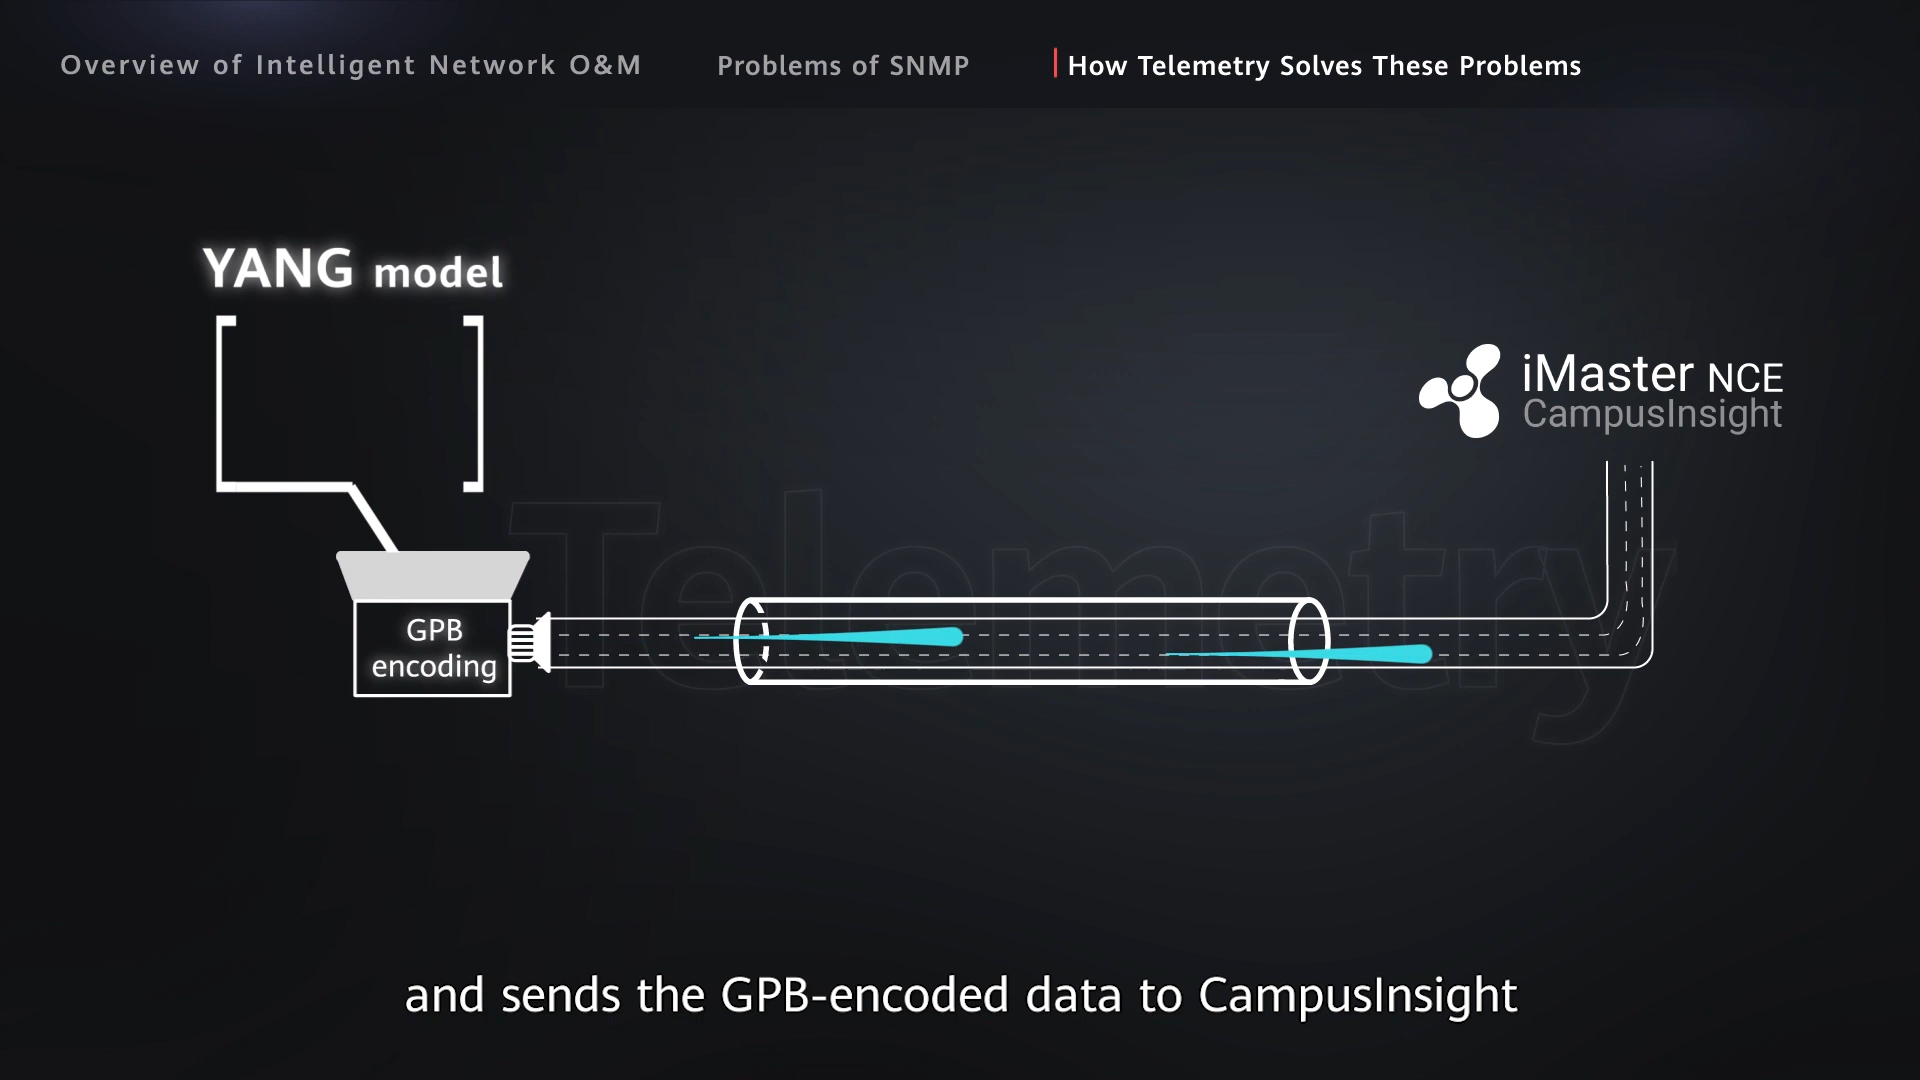 Overview of Intelligent Network O&M
Problems of SNMP
How Telemetry Solves These Problems
YANG model
iMaster NCE
CampusInsight
Telemetry
GPB
encoding
and sends the GPB-encoded data to CampusInsight